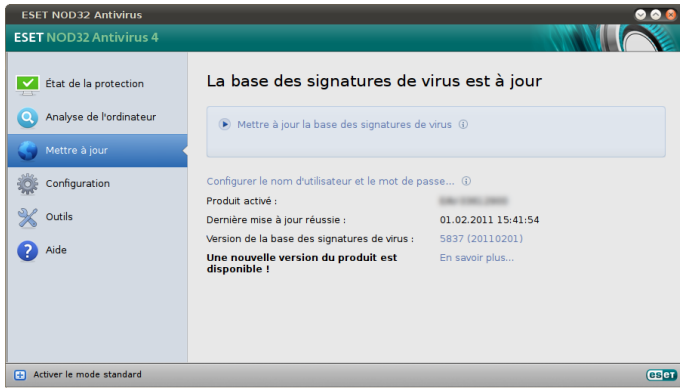 ESET NOD32 Antivirus
ESET NOD32 Antivirus 4
État de la protection
Analyse de l'ordinateur
Mettre à jour
Configuration
Outils
Aide
La base des signatures de virus est à jour
Mettre à jour la base des signatures de virus
Configurer le nom d'utilisateur et le mot de passe...
Produit activé :
Dernière mise à jour réussie : 01.02.2011 15:41:54
Version de la base des signatures de virus : 5837 (20110201)
Une nouvelle version du produit est En savoir plus...
disponible !
Activer le mode standard
eset